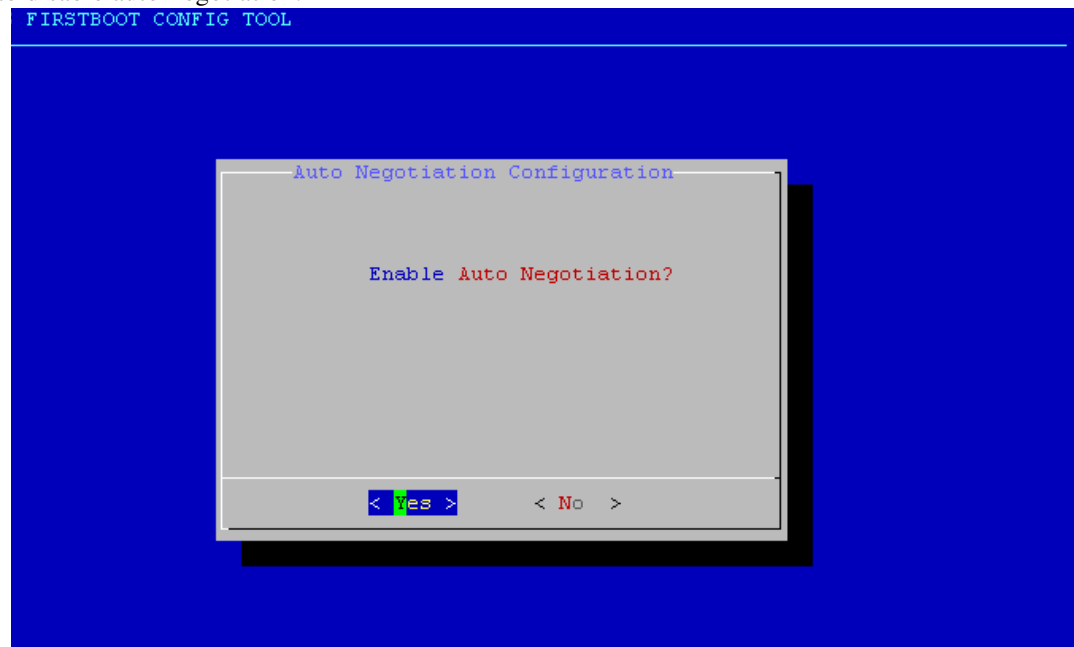 FIRSTBOOT CONFIG TOOL
Auto Negotiation Configuration
Enable Auto Negotiation?
< Yes > < No >